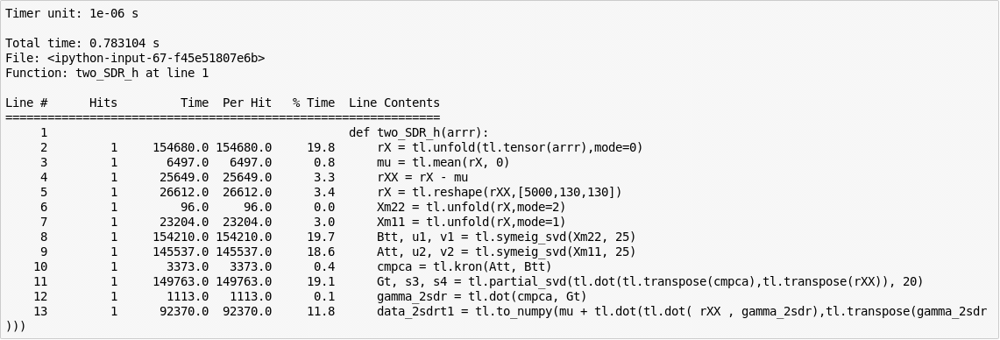 Timer unit: 1e-06 s
Total time: 0.783104 s
File: <ipython-input-67-f45e51807e6b>
Function: two_SDR_h at line 1
Line #      Hits         Time  Per Hit   % Time  Line Contents
==============================================================
     1                                           def two_SDR_h(arrr):
     2         1     154680.0 154680.0     19.8      rX = tl.unfold(tl.tensor(arrr),mode=0)
     3         1       6497.0   6497.0      0.8      mu = tl.mean(rX, 0)
     4         1      25649.0  25649.0      3.3      rXX = rX - mu
     5         1      26612.0  26612.0      3.4      rX = tl.reshape(rXX,[5000,130,130])
     6         1         96.0     96.0      0.0      Xm22 = tl.unfold(rX,mode=2)
     7         1      23204.0  23204.0      3.0      Xm11 = tl.unfold(rX,mode=1)
     8         1     154210.0 154210.0     19.7      Btt, u1, v1 = tl.symeig_svd(Xm22, 25)
     9         1     145537.0 145537.0     18.6      Att, u2, v2 = tl.symeig_svd(Xm11, 25)
    10         1       3373.0   3373.0      0.4      cmpca = tl.kron(Att, Btt)
    11         1     149763.0 149763.0     19.1      Gt, s3, s4 = tl.partial_svd(tl.dot(tl.transpose(cmpca),tl.transpose(rXX)), 20)
    12         1       1113.0   1113.0      0.1      gamma_2sdr = tl.dot(cmpca, Gt)
    13         1      92370.0  92370.0     11.8      data_2sdrt1 = tl.to_numpy(mu + tl.dot(tl.dot( rXX , gamma_2sdr),tl.transpose(gamma_2sdr
)))